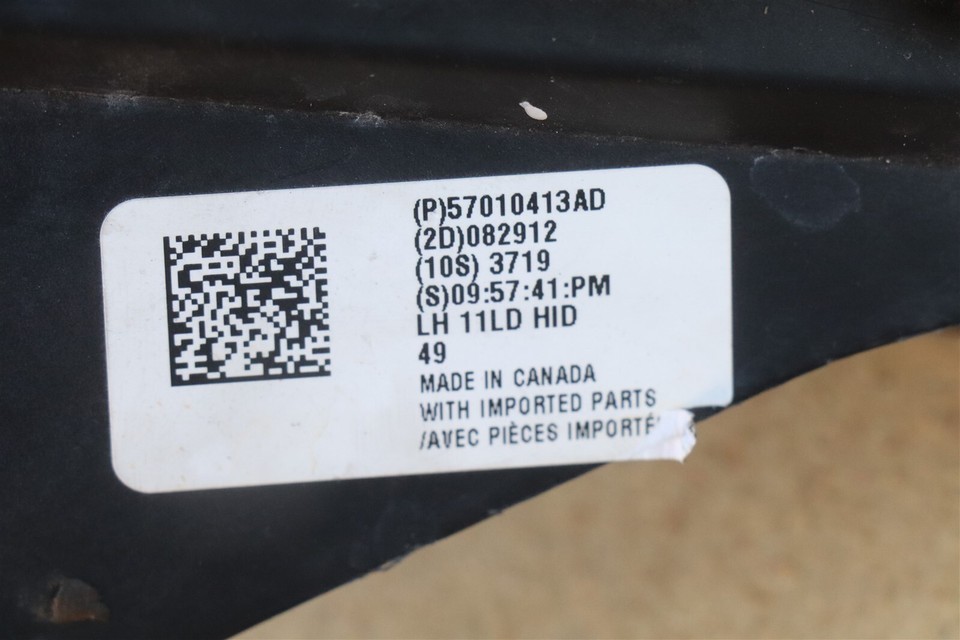 (P)57010413AD
(2D)082912
(10S) 3719
(S)09:57:41:PM
LH 11LD HID
49
MADE IN CANADA
WITH IMPORTED PARTS
/AVEC PIÈCES